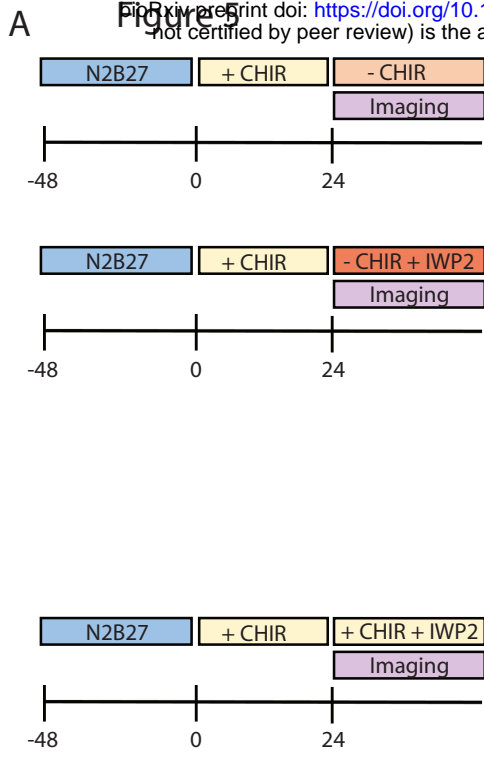 A
Figure 5
bioRxiv preprint doi: https://doi.org/10.1
not certified by peer review) is the a
N2B27 + CHIR - CHIR
Imaging
-48 0 24
N2B27 + CHIR - CHIR + IWP2
Imaging
-48 0 24
N2B27 + CHIR + CHIR + IWP2
Imaging
-48 0 24